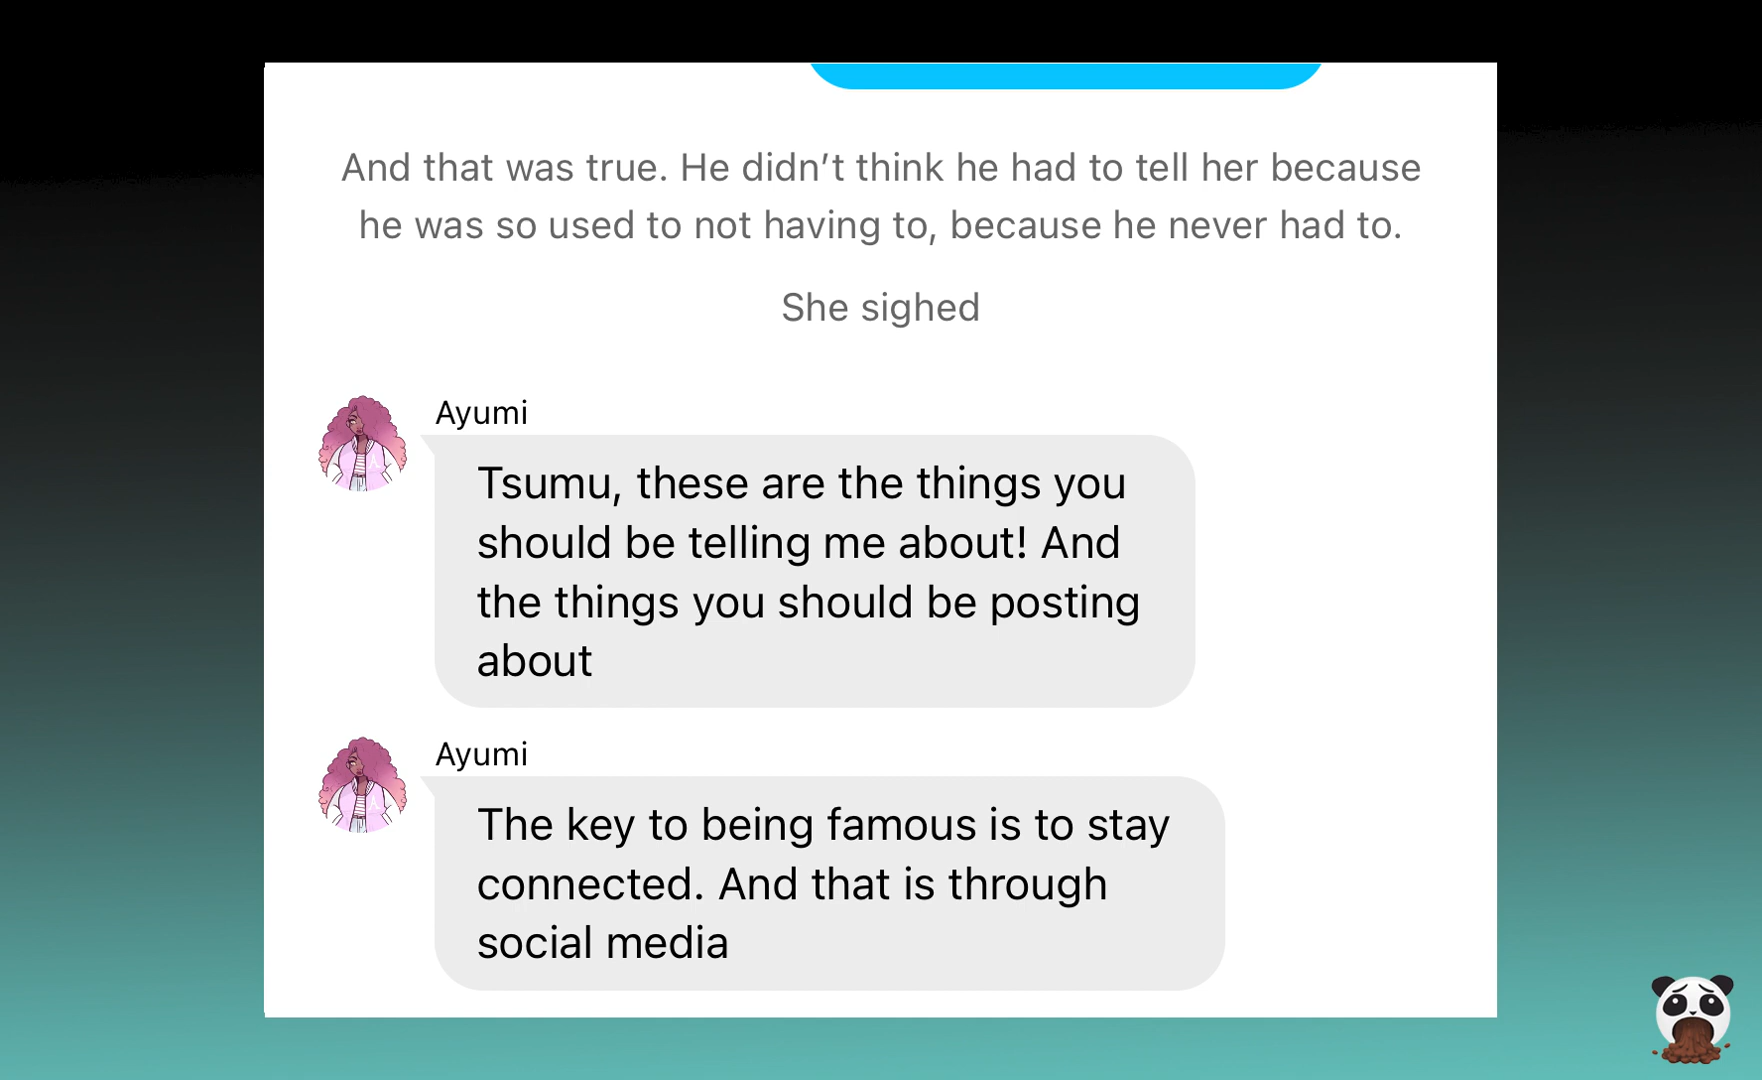 And that was true. He didn’t think he had to tell her because
he was so used to not having to, because he never had to.
She sighed
Ayumi
Tsumu, these are the things you
should be telling me about! And
the things you should be posting
about
Ayumi
The key to being famous is to stay
connected. And that is through
social media